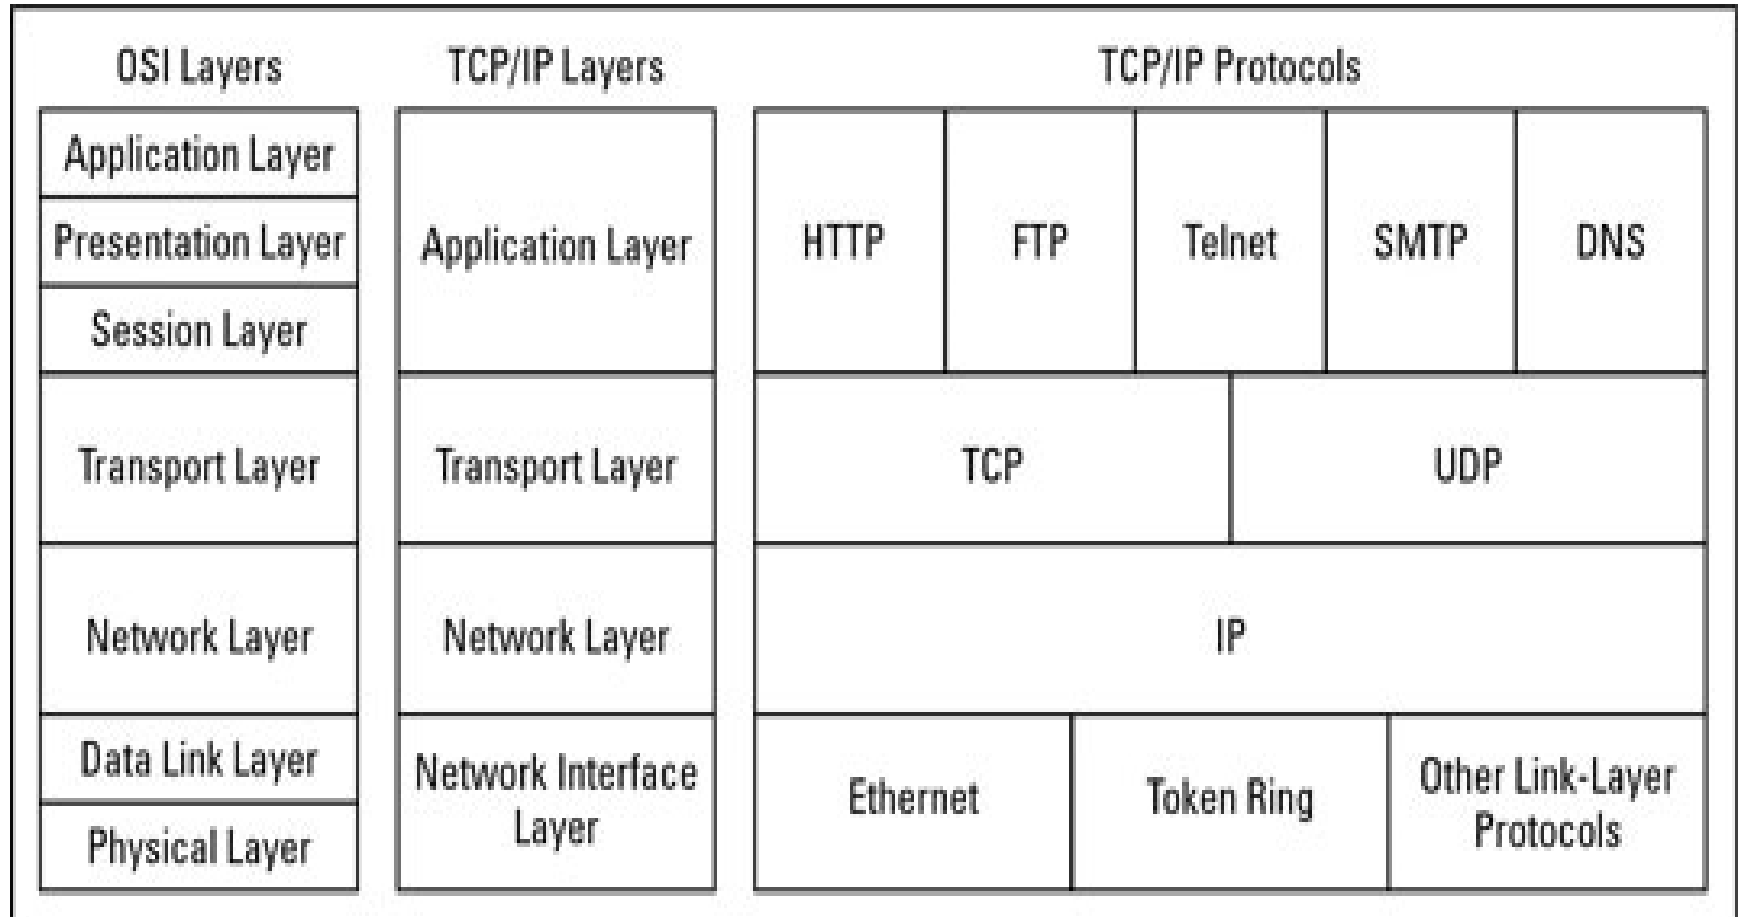 OSI Layers
TCP/IP Layers
TCP/IP Protocols
Application Layer
Presentation Layer
Session Layer
Transport Layer
Network Layer
Data Link Layer
Physical Layer
Application Layer
Transport Layer
Network Layer
Network Interface
Layer
HTTP
FTP
Telnet
SMTP
DNS
TCP
UDP
IP
Ethernet
Token Ring
Other Link-Layer
Protocols